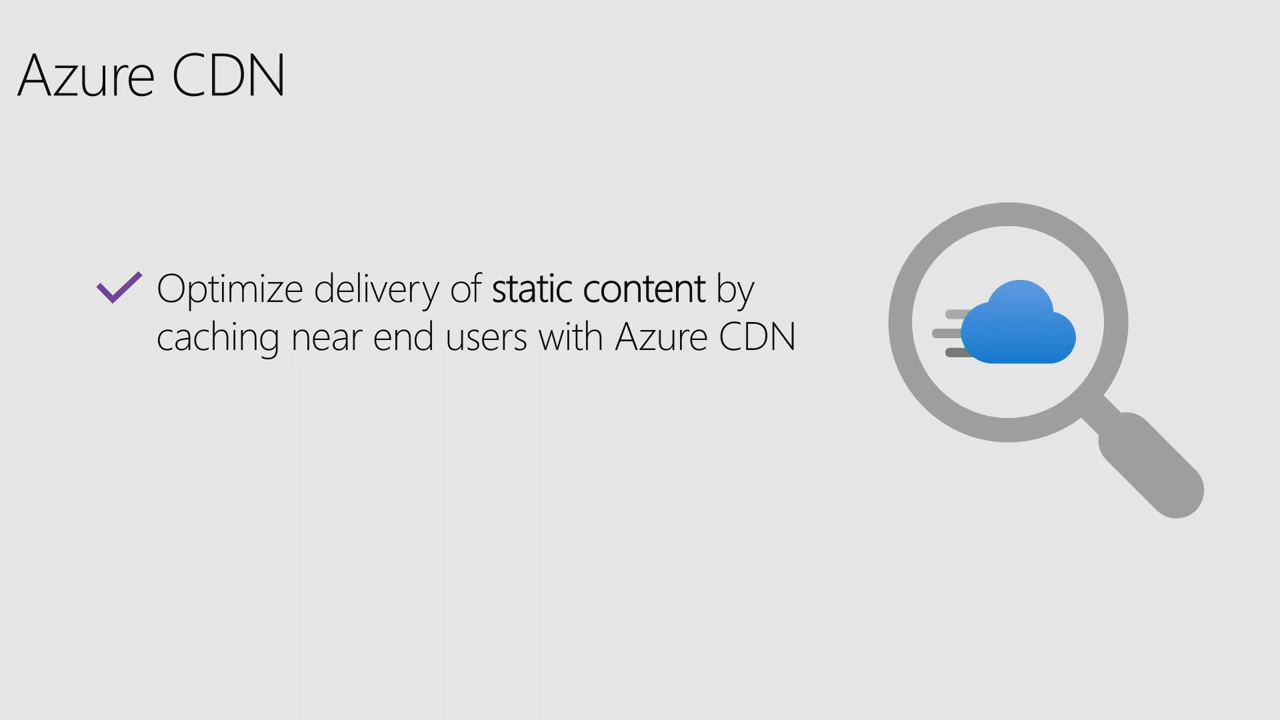 Azure CDN
Optimize delivery of static content by
caching near end users with Azure CDN